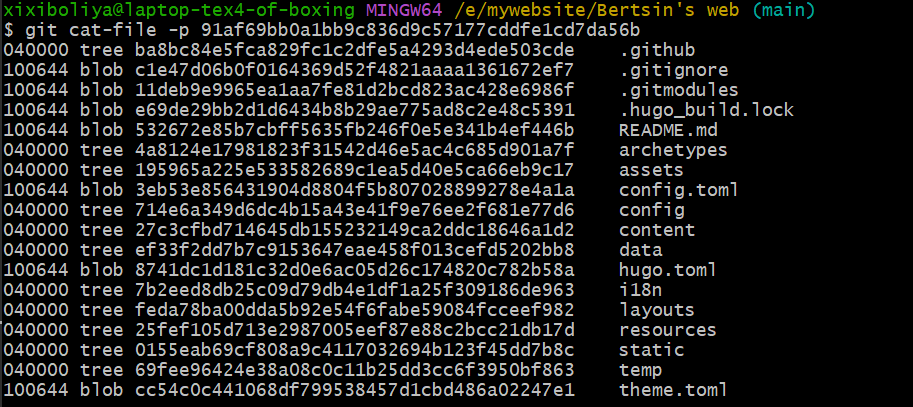 xixiboliya@laptop-tex4-of-boxing MINGW64 /e/mywebsite/Bertsin's web (main)
$ git cat-file -p 91af69bb0a1bb9c836d9c57177cddfe1cd7da56b
040000 tree ba8bc84e5fca829fc1c2dfe5a4293d4ede503cde    .github
100644 blob c1e47d06b0f0164369d52f4821aaaa1361672ef7    .gitignore
100644 blob 11deb9e9965ea1aa7fe81d2bcd823ac428e6986f    .gitmodules
100644 blob e69de29bb2d1d6434b8b29ae775ad8c2e48c5391    .hugo_build.lock
100644 blob 532672e85b7cbff5635fb246f0e5e341b4ef446b    README.md
040000 tree 4a8124e17981823f31542d46e5ac4c685d901a7f    archetypes
040000 tree 195965a225e533582689c1ea5d40e5ca66eb9c17    assets
100644 blob 3eb53e856431904d8804f5b807028899278e4a1a    config.toml
040000 tree 714e6a349d6dc4b15a43e41f9e76ee2f681e77d6    config
040000 tree 27c3cfbd714645db155232149ca2ddc18646a1d2    content
040000 tree ef33f2dd7b7c9153647eae458f013cefd5202bb8    data
100644 blob 8741dc1d181c32d0e6ac05d26c174820c782b58a    hugo.toml
040000 tree 7b2eed8db25c09d79db4e1df1a25f309186de963    i18n
040000 tree feda78ba00dda5b92e54f6fabe59084fcceef982    layouts
040000 tree 25fef105d713e2987005eef87e88c2bcc21db17d    resources
040000 tree 0155eab69cf808a9c4117032694b123f45dd7b8c    static
040000 tree 69fee96424e38a08c0c11b25dd3cc6f3950bf863    temp
100644 blob cc54c0c441068df799538457d1cbd486a02247e1    theme.toml